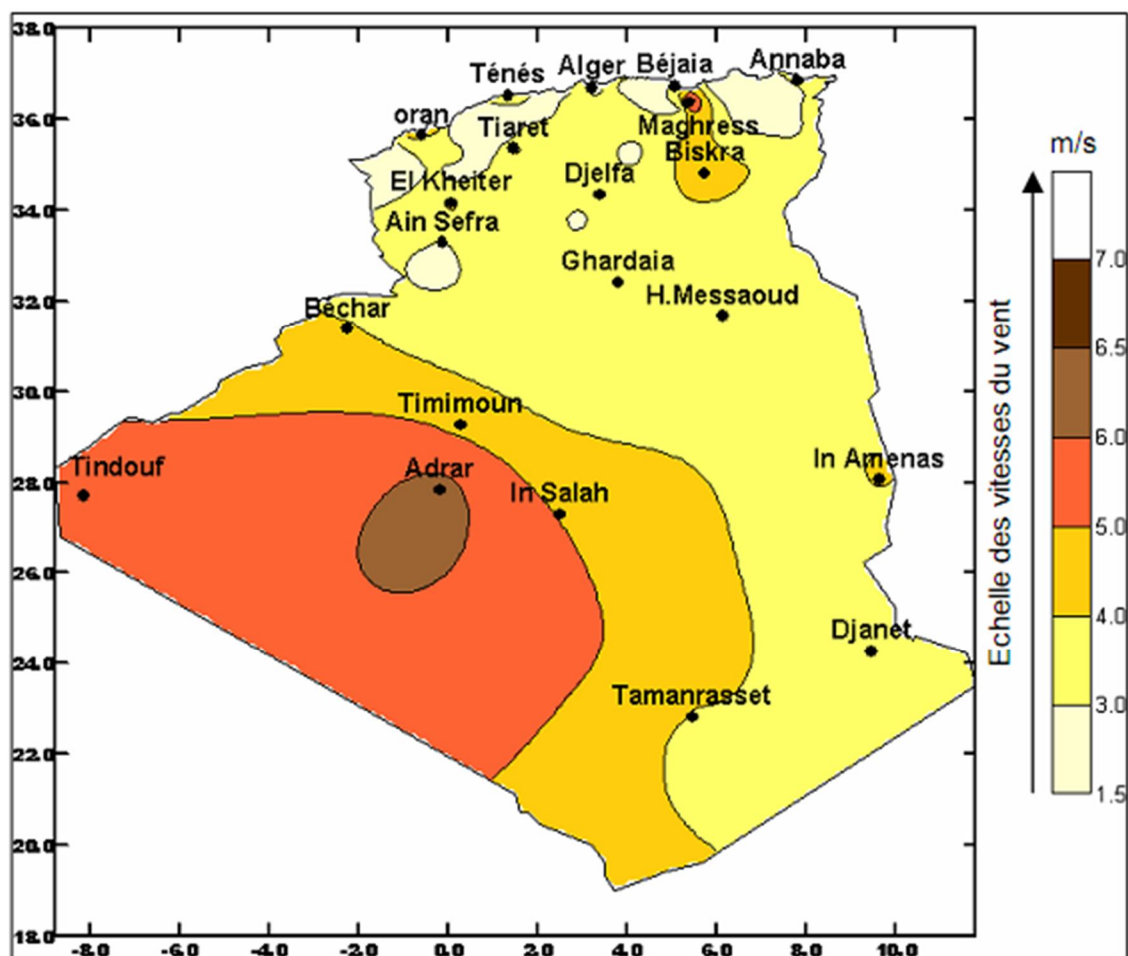 38.0
36.0
34.0
32.0
30.0
28.0
26.0
24.0
22.0
20.0
18.0
Ténés
Alger
Béjaia
Annaba
oran
Tiaret
Maghress
Biskra
El Kheiter
Djelfa
Ain Sefra
Ghardaia
H.Messaoud
Bechar
Timimoun
Tindouf
Adrar
In Salah
In Amenas
Djanet
Tamanrasset
-8.0 -6.0 -4.0 -2.0 0.0 2.0 4.0 6.0 8.0 10.0
Echelle des vitesses du vent
m/s
7.0
6.5
6.0
5.0
4.0
3.0
1.5